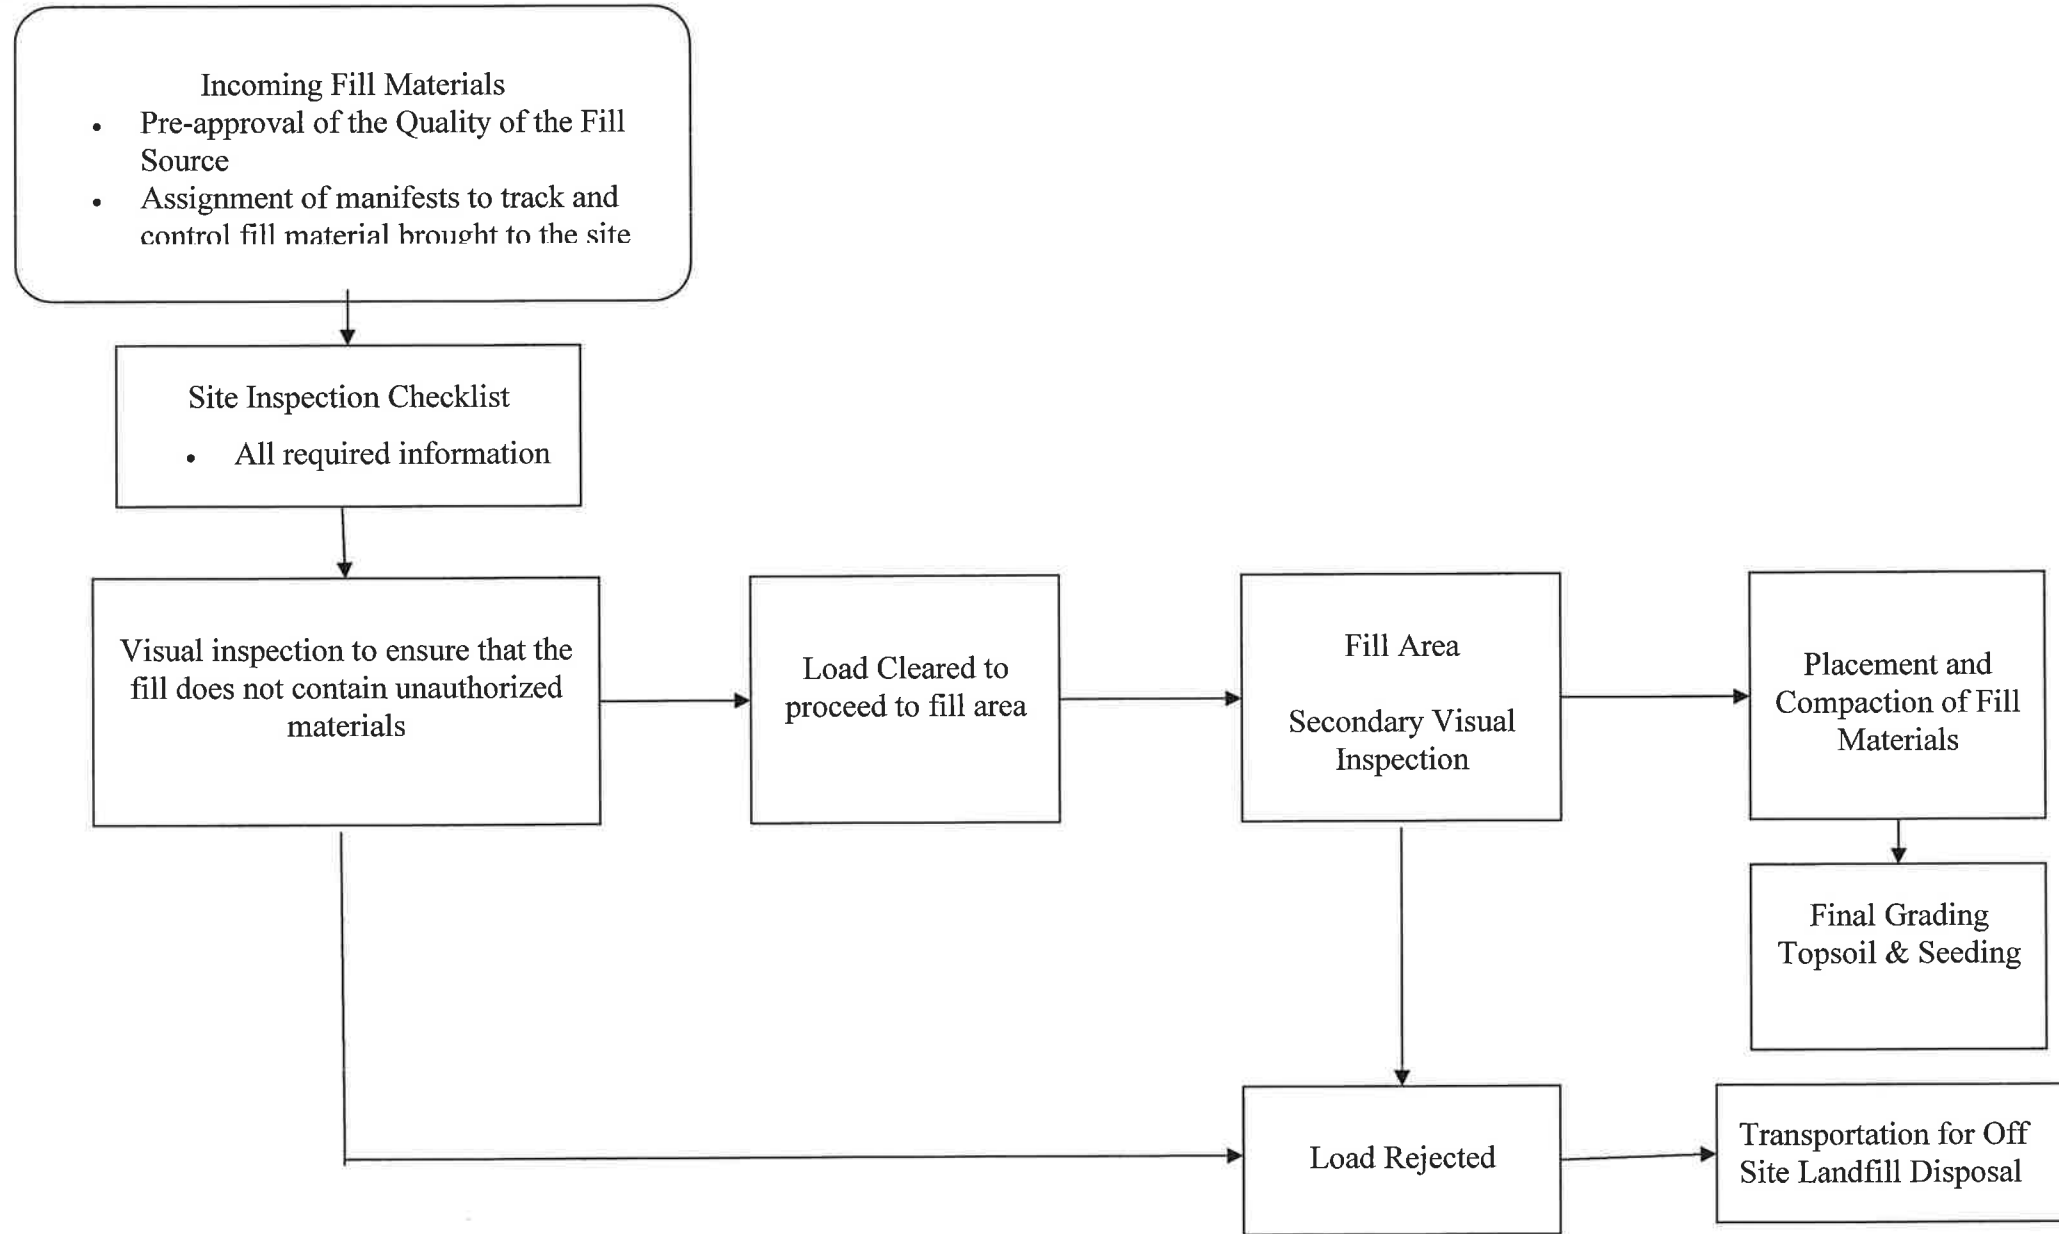 Incoming Fill Materials
• Pre-approval of the Quality of the Fill
Source
• Assignment of manifests to track and
control fill material brought to the site
Site Inspection Checklist
• All required information
Visual inspection to ensure that the
fill does not contain unauthorized
materials
Load Cleared to
proceed to fill area
Fill Area
Secondary Visual
Inspection
Placement and
Compaction of Fill
Materials
Final Grading
Topsoil & Seeding
Load Rejected
Transportation for Off
Site Landfill Disposal